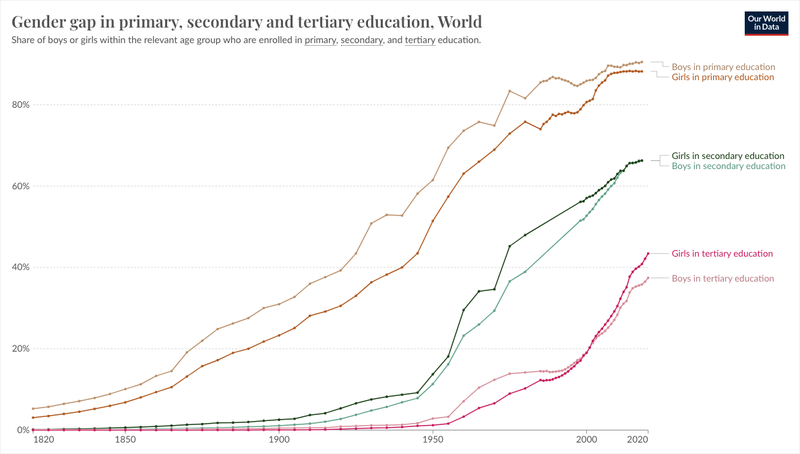 Gender gap in primary, secondary and tertiary education, World
Share of boys or girls within the relevant age group who are enrolled in primary, secondary, and tertiary education.
Our World
in Data
Boys in primary education
Girls in primary education
80%
Girls in secondary education
Boys in secondary education
60%
Girls in tertiary education
40%
Boys in tertiary education
20%
0%
1820
1850
1900
1950
2000
2020